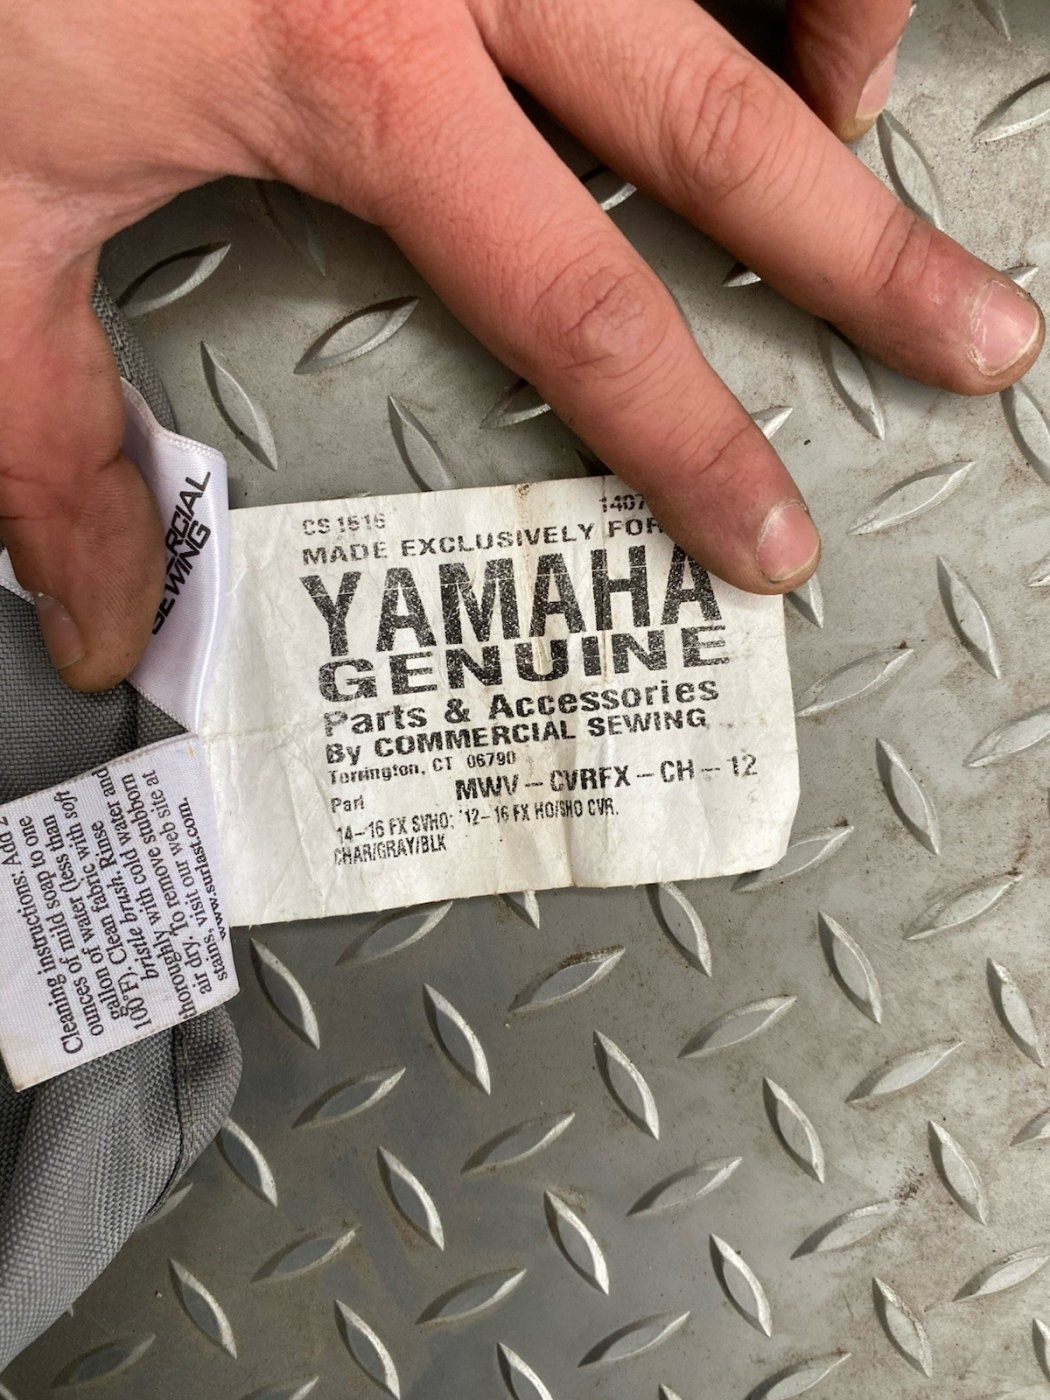 CS 1515
MADE EXCLUSIVELY FOR
YAMAHA
GENUINE
Parts & Accessories
By COMMERCIAL SEWING
Torrington, CT 06790
Part MWV-CVRFX-CH-12
14-16 FX SVHO; '12-16 FX HO/SHO CVR.
CHAR/GRAY/BLK
SEWING
Cleaning instructions: Add 2
ounces of mild soap to one
gallon of water (less than
100 F). Clean fabric with soft
bristle brush. Rinse
thoroughly with cold water and
air dry. To remove stubborn
stains, visit our web site at
www.surlast.com.